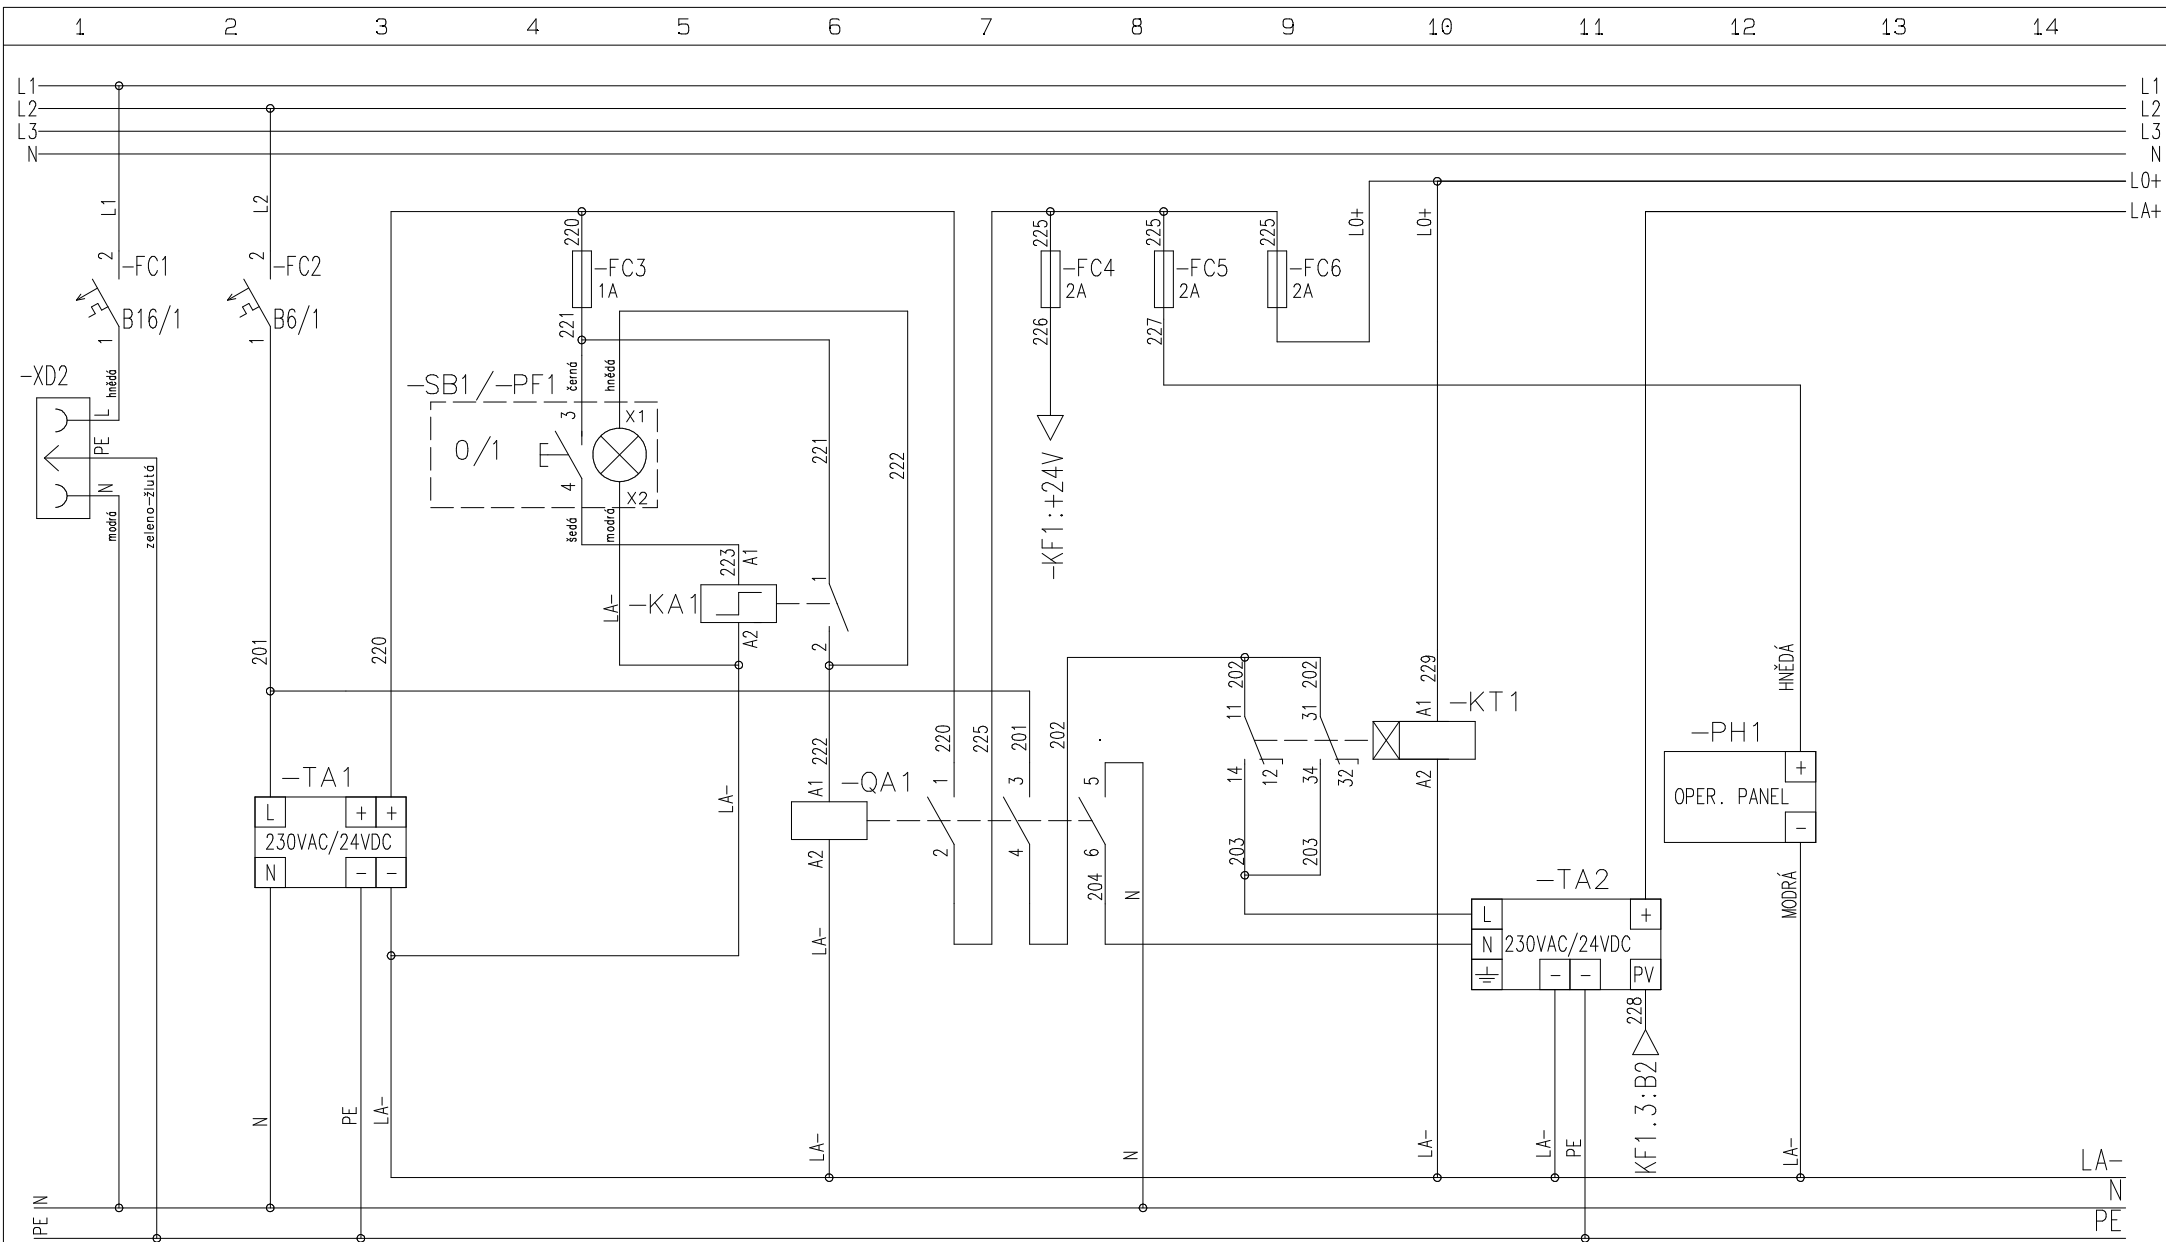 1 2 3 4 5 6 7 8 9 10 11 12 13 14
L1 L1
L2 L2
L3 L3
N N
L0+
LA+
L1 L2 220 225 225 225 L0+ L0+
2 -FC1 2 -FC2 -FC3 -FC4 -FC5 -FC6
1A 2A 2A 2A
B16/1 B6/1
1 1 221 226 227
-XD2 hnědá -SB1/-PF1 černá hnědá
L 3 X1
PE 0/1 221 222
N 4 X2
modrá zeleno-žlutá šedá modrá -KF1:+24V
223 A1 1
LA- -KA1
A2 2
201 220 202 202 229 HNĚDÁ
11 31 A1 -KT1
222 220 225 201 202
-TA1 A1 -QA1 1 3 5 14 12 34 32 A2 -PH1
LA- +
L + + OPER. PANEL
230VAC/24VDC -
N - - A2 2 4 6 203 203
204 N -TA2 MODRÁ
LA- L +
N 230VAC/24VDC
- - PV
228
N PE LA- LA- N LA- LA- PE KF1.3:B2 LA-
LA-
N N
PE PE